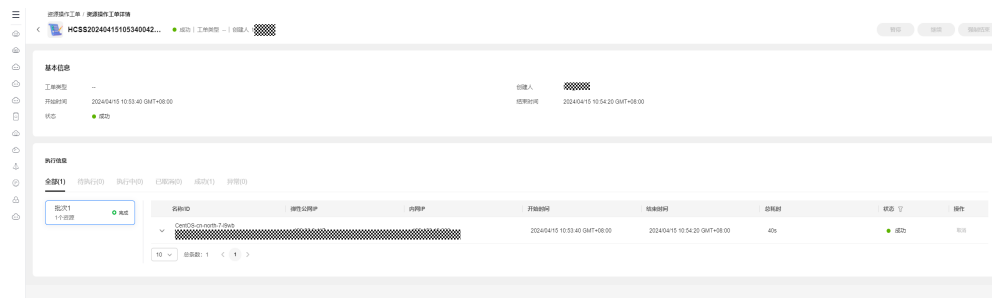 资源操作工单 / 资源操作工单详情
HCSS20240415105340042... 成功 | 工单类型 -- | 创建人
基本信息
工单类型 --
创建人
开始时间 2024/04/15 10:53:40 GMT+08:00
结束时间 2024/04/15 10:54:20 GMT+08:00
状态 成功
执行信息
全部(1) 待执行(0) 执行中(0) 已取消(0) 成功(1) 异常(0)
批次1 完成
1个资源
名称/ID 弹性公网IP 内网IP 开始时间 结束时间 总耗时 状态 操作
CentOS-cn-north-7-i9wb
2024/04/15 10:53:40 GMT+08:00 2024/04/15 10:54:20 GMT+08:00 40s 成功
10 总条数: 1 < 1 >